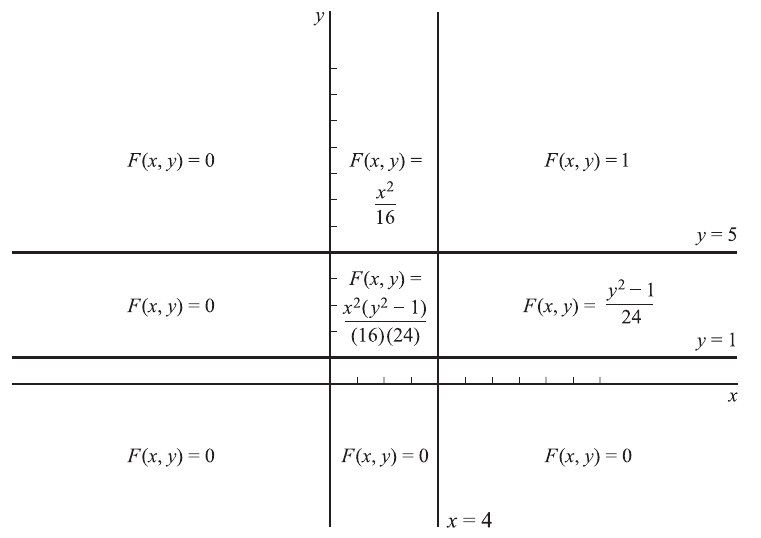 y
F(x, y) = 0
F(x, y) =
x²
16
F(x, y) = 1
y = 5
F(x, y) = 0
F(x, y) =
x²(y² − 1)
(16)(24)
F(x, y) =
y² − 1
24
y = 1
x
F(x, y) = 0
F(x, y) = 0
F(x, y) = 0
x = 4